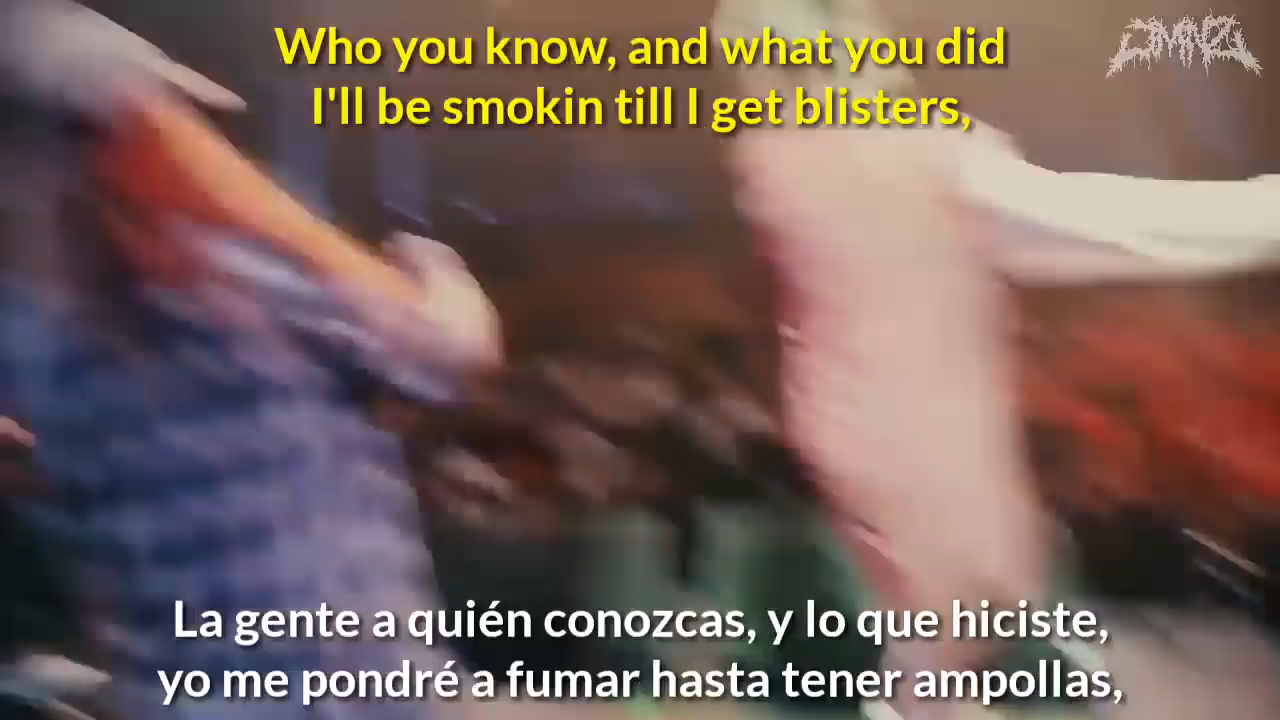 Who you know, and what you did
I'll be smokin till I get blisters,
La gente a quién conozcas, y lo que hiciste,
yo me pondré a fumar hasta tener ampollas,